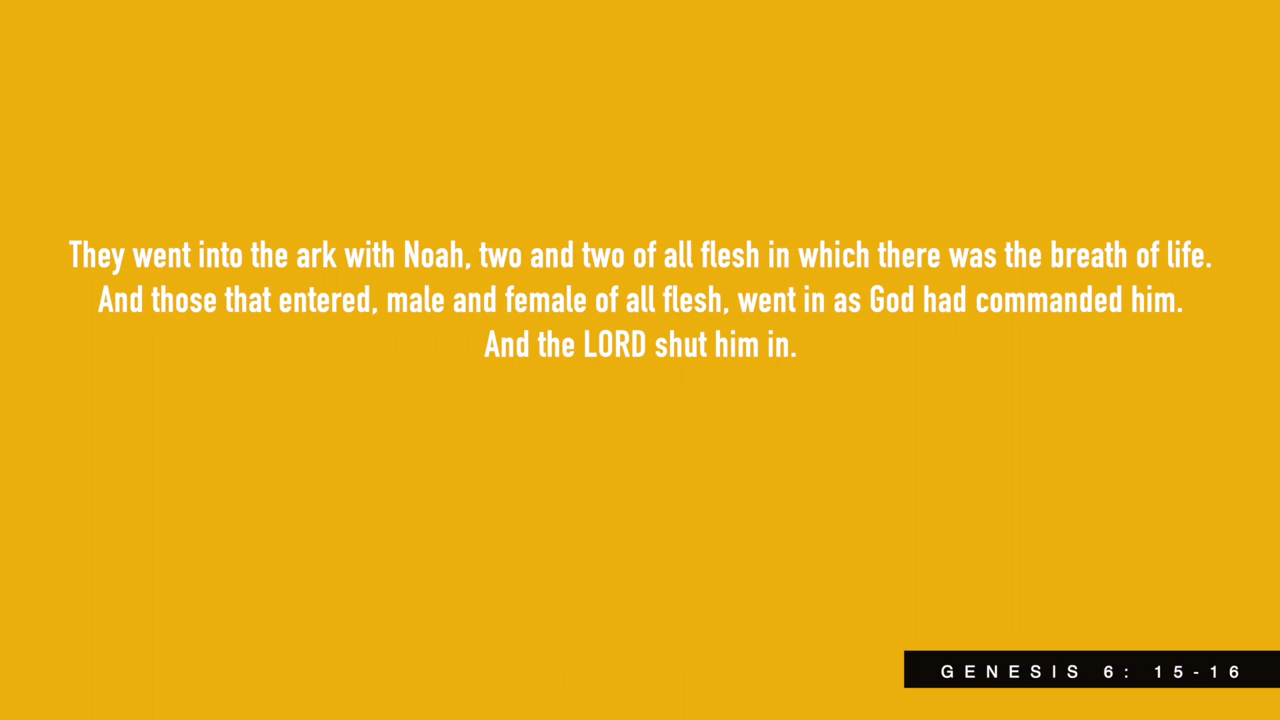 They went into the ark with Noah, two and two of all flesh in which there was the breath of life.
And those that entered, male and female of all flesh, went in as God had commanded him.
And the LORD shut him in.
GENESIS 6: 15-16